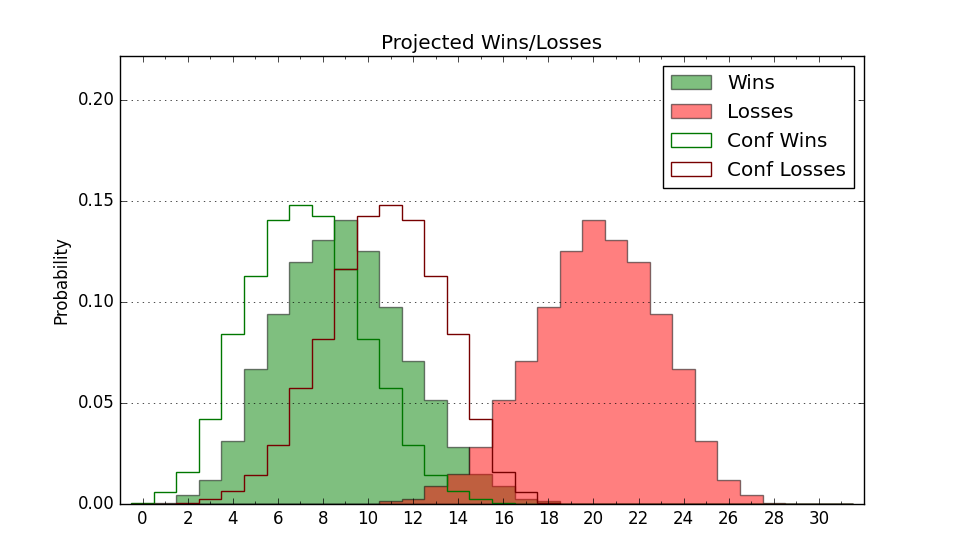 Projected Wins/Losses
Wins
Losses
Conf Wins
Conf Losses
Probability
0.20
0.15
0.10
0.05
0.00
0 2 4 6 8 10 12 14 16 18 20 22 24 26 28 30